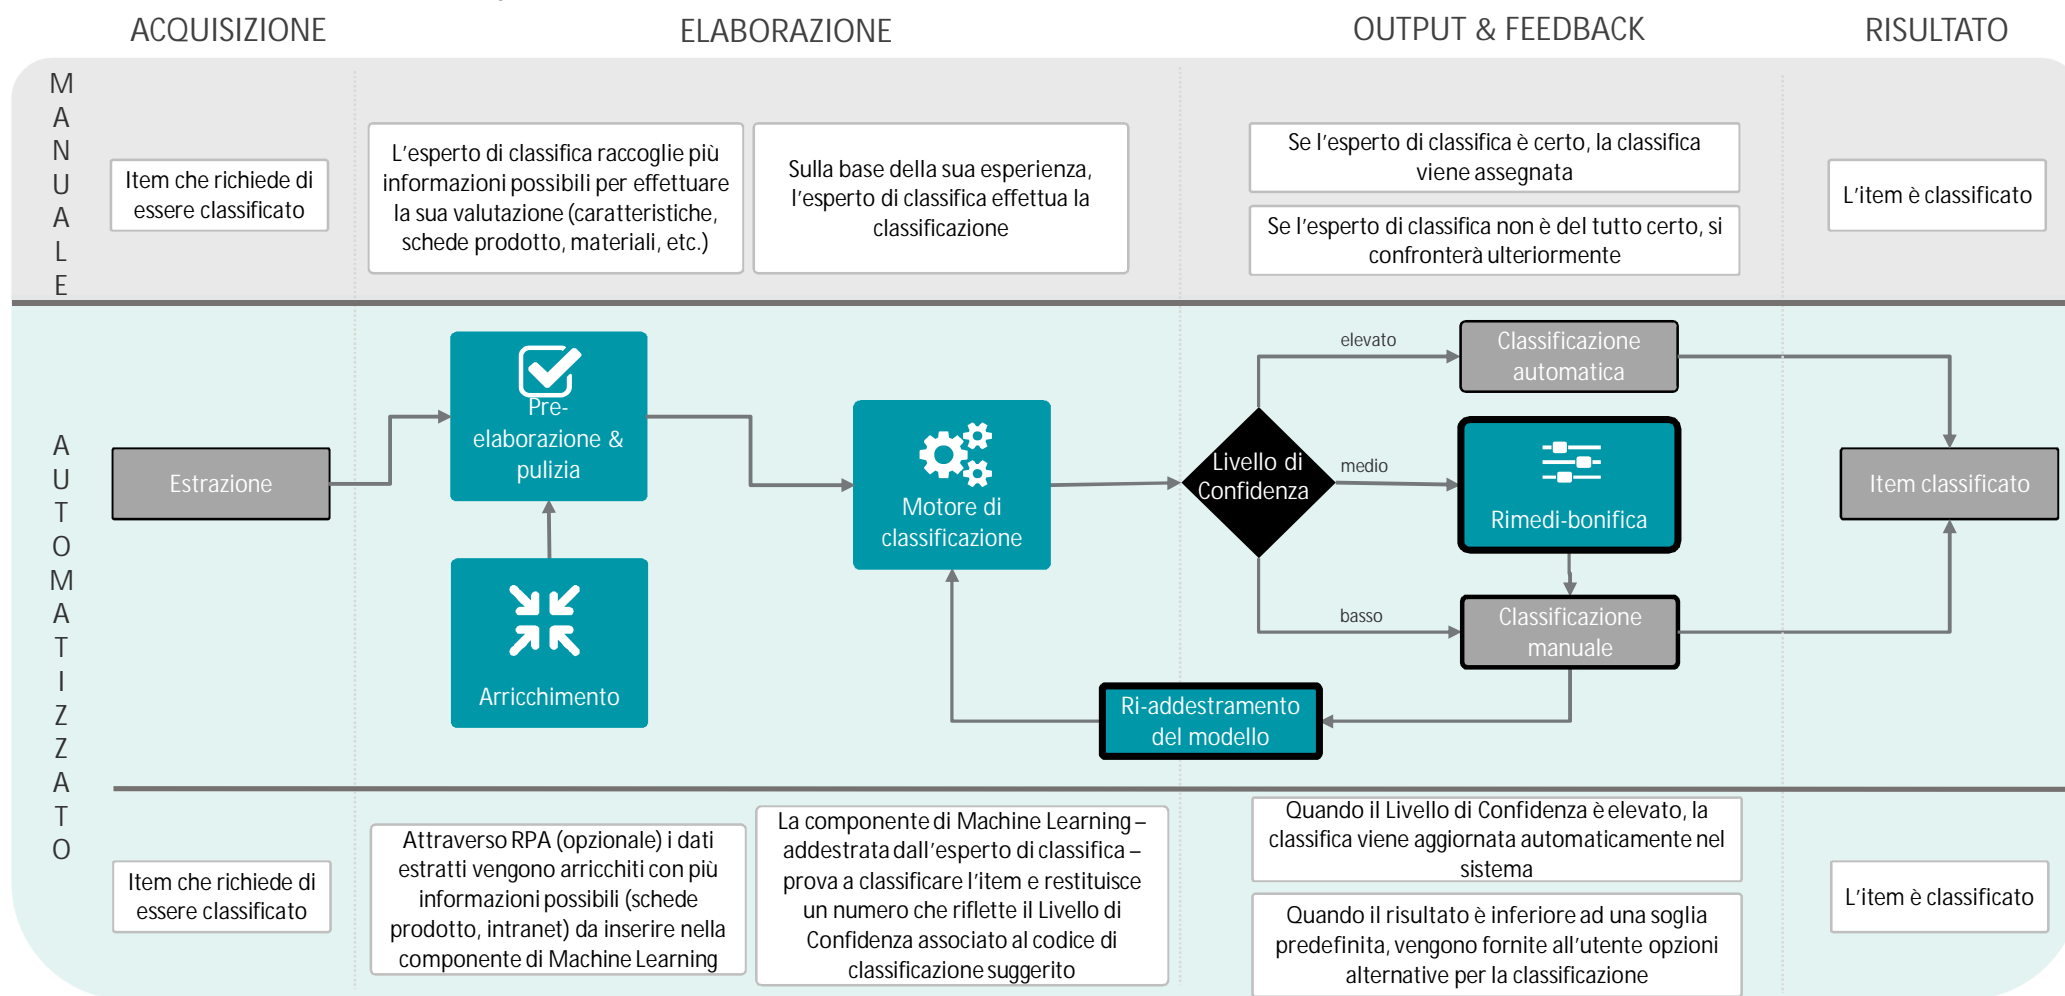 ACQUISIZIONE
ELABORAZIONE
OUTPUT & FEEDBACK
RISULTATO
MANUALE
Item che richiede di
essere classificato
L'esperto di classifica raccoglie più
informazioni possibili per effettuare
la sua valutazione (caratteristiche,
schede prodotto, materiali, etc.)
Sulla base della sua esperienza,
l'esperto di classifica effettua la
classificazione
Se l'esperto di classifica è certo, la classifica
viene assegnata
Se l'esperto di classifica non è del tutto certo, si
confronterà ulteriormente
L'item è classificato
AUTOMATIZZATO
Estrazione
Pre-
elaborazione &
pulizia
Arricchimento
Motore di
classificazione
Livello di
Confidenza
elevato
medio
basso
Classificazione
automatica
Rimedi-bonifica
Classificazione
manuale
Ri-addestramento
del modello
Item classificato
Item che richiede di
essere classificato
Attraverso RPA (opzionale) i dati
estratti vengono arricchiti con più
informazioni possibili (schede
prodotto, intranet) da inserire nella
componente di Machine Learning
La componente di Machine Learning –
addestrata dall'esperto di classifica –
prova a classificare l'item e restituisce
un numero che riflette il Livello di
Confidenza associato al codice di
classificazione suggerito
Quando il Livello di Confidenza è elevato, la
classifica viene aggiornata automaticamente nel
sistema
Quando il risultato è inferiore ad una soglia
predefinita, vengono fornite all'utente opzioni
alternative per la classificazione
L'item è classificato